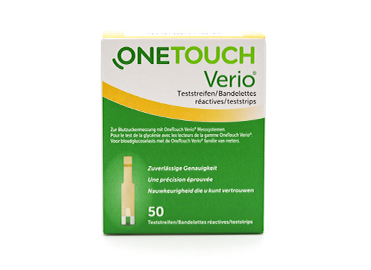 ONETOUCH
Verio®
Teststreifen/Bandelettes
réactives/teststrips
Zur Blutzuckermessung mit OneTouch Verio® Messsystemen.
Pour le test de la glycémie avec les lecteurs de la gamme OneTouch Verio®.
Voor bloedglucosetest met de OneTouch Verio® familie van meters.
Zuverlässige Genauigkeit
Une précision éprouvée
Nauwkeurigheid die u kunt vertrouwen
50
Teststreifen/Bandelettes réactives/teststrips